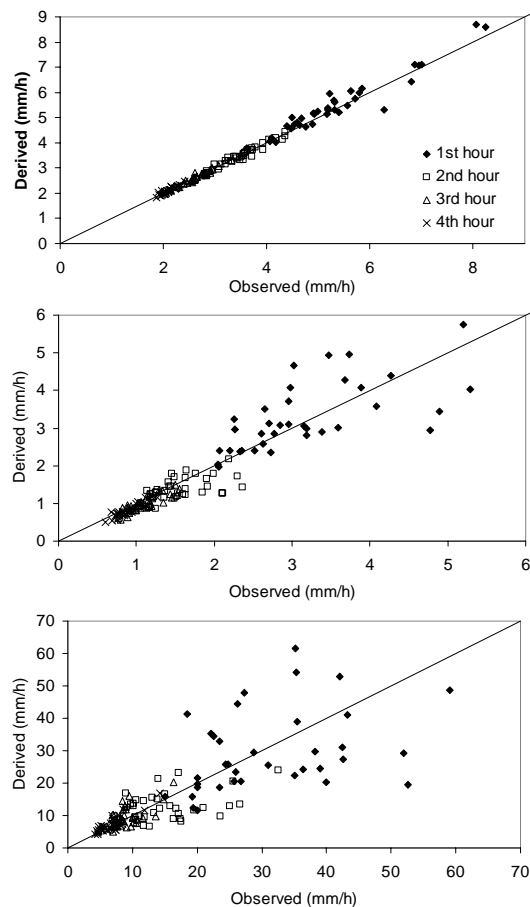 9
8
7
6
5
4
3
2
1
0
Derived (mm/h)
1st hour
2nd hour
3rd hour
4th hour
0 2 4 6 8
Observed (mm/h)
6
5
4
3
2
1
0
Derived (mm/h)
0 1 2 3 4 5 6
Observed (mm/h)
70
60
50
40
30
20
10
0
Derived (mm/h)
0 10 20 30 40 50 60 70
Observed (mm/h)